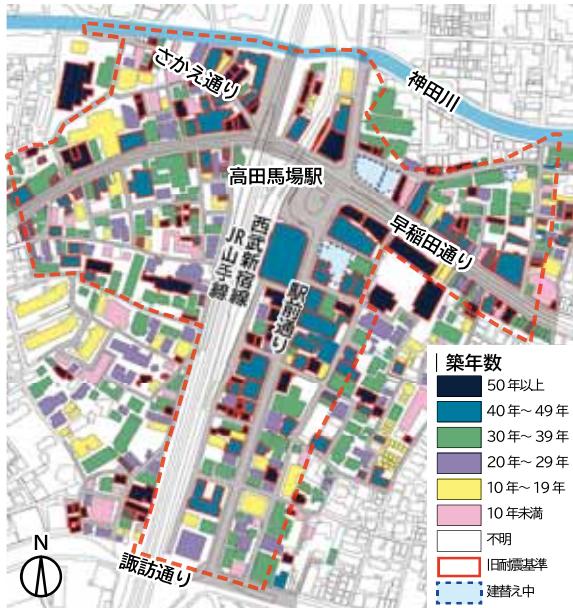 さかえ通り
神田川
高田馬場駅
早稲田通り
西武新宿線
JR山手線
駅前通り
諏訪通り
N
築年数
50年以上
40年～49年
30年～39年
20年～29年
10年～19年
10年未満
不明
旧耐震基準
建替え中